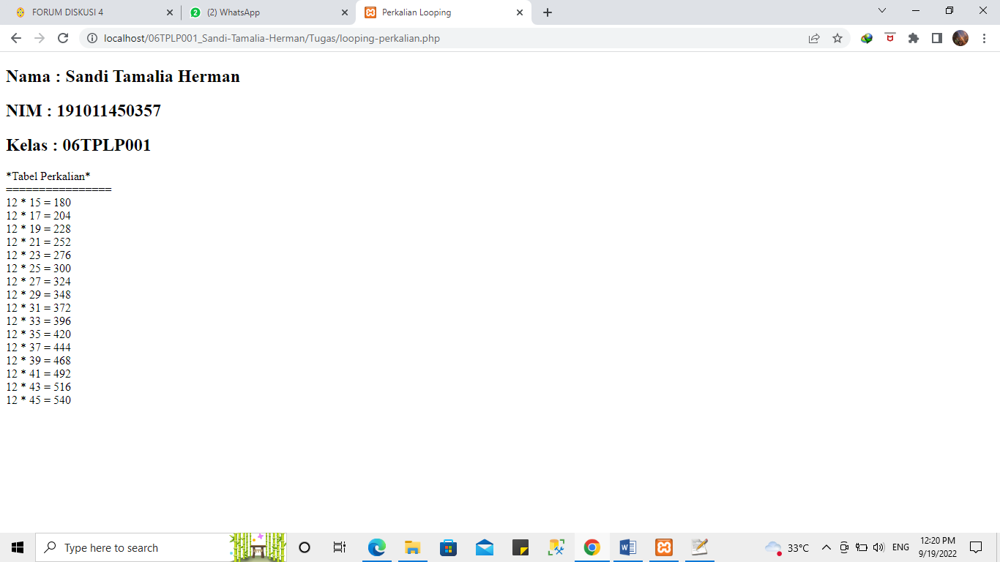 FORUM DISKUSI 4
(2) WhatsApp
Perkalian Looping
localhost/06TPLP001_Sandi-Tamalia-Herman/Tugas/looping-perkalian.php
Nama : Sandi Tamalia Herman
NIM : 191011450357
Kelas : 06TPLP001
*Tabel Perkalian*
================
12 * 15 = 180
12 * 17 = 204
12 * 19 = 228
12 * 21 = 252
12 * 23 = 276
12 * 25 = 300
12 * 27 = 324
12 * 29 = 348
12 * 31 = 372
12 * 33 = 396
12 * 35 = 420
12 * 37 = 444
12 * 39 = 468
12 * 41 = 492
12 * 43 = 516
12 * 45 = 540
Type here to search
33°C
ENG
12:20 PM
9/19/2022